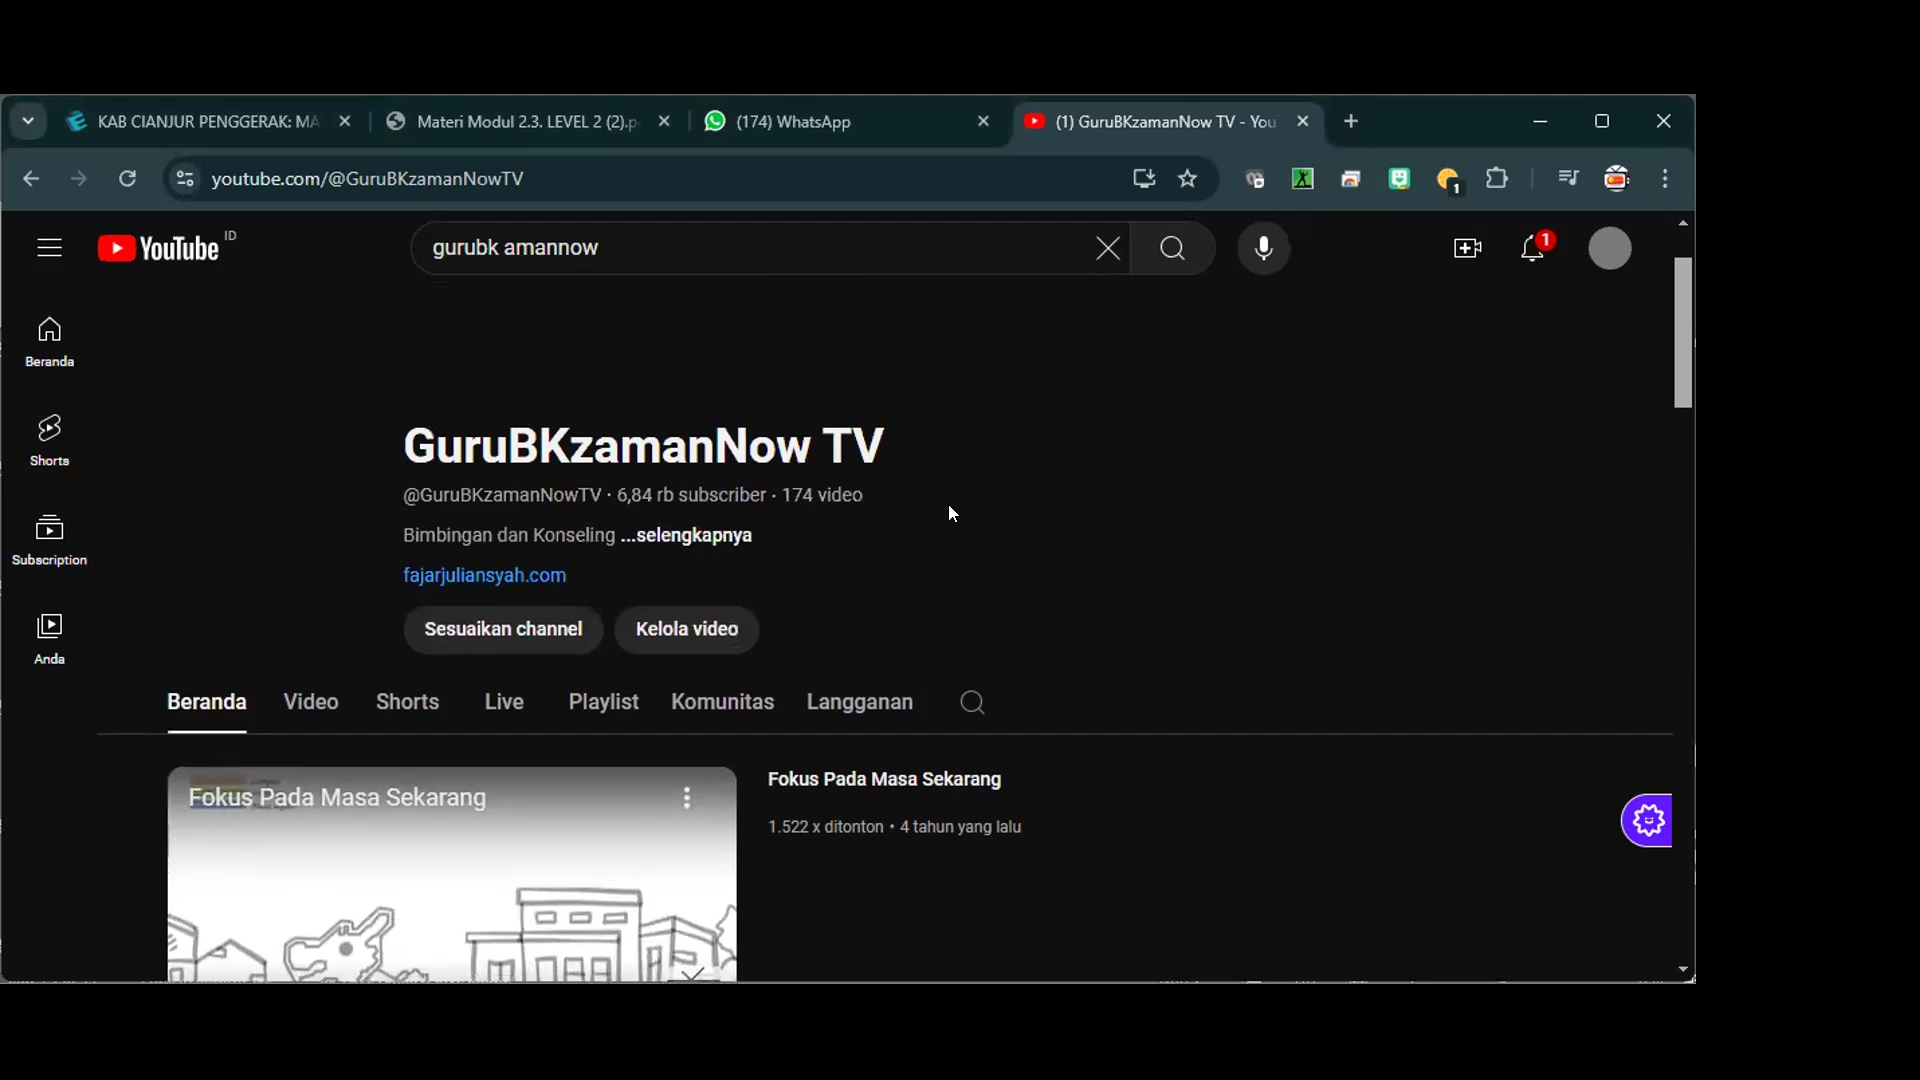 KAB CIANJUR PENGGERAK: MA
Materi Modul 2.3. LEVEL 2 (2).p
(174) WhatsApp
(1) GuruBKzamanNow TV - You
youtube.com/@GuruBKzamanNowTV
1
YouTube ID
gurubk amannow
1
Beranda
Shorts
Subscription
Anda
GuruBKzamanNow TV
@GuruBKzamanNowTV · 6,84 rb subscriber · 174 video
Bimbingan dan Konseling ...selengkapnya
fajarjuliansyah.com
Sesuaikan channel
Kelola video
Beranda Video Shorts Live Playlist Komunitas Langganan
Fokus Pada Masa Sekarang
Fokus Pada Masa Sekarang
1.522 x ditonton • 4 tahun yang lalu